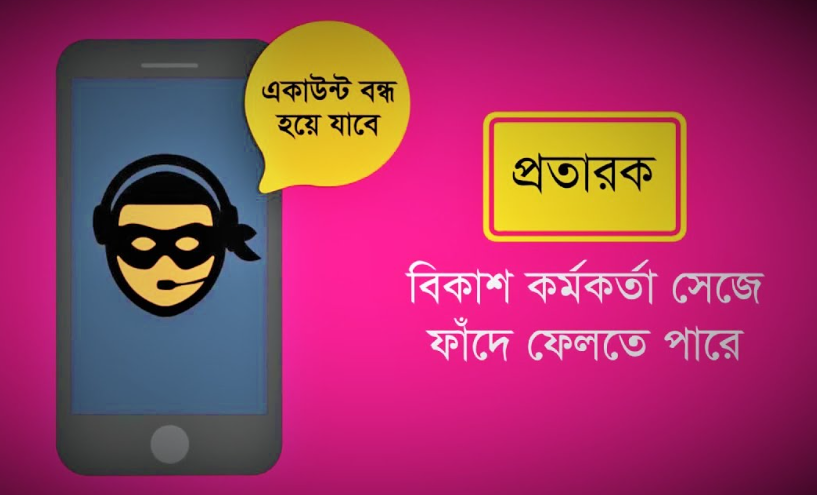 একাউন্ট বন্ধ
হয়ে যাবে
প্রতারক
বিকাশ কর্মকর্তা সেজে
ফাঁদে ফেলতে পারে